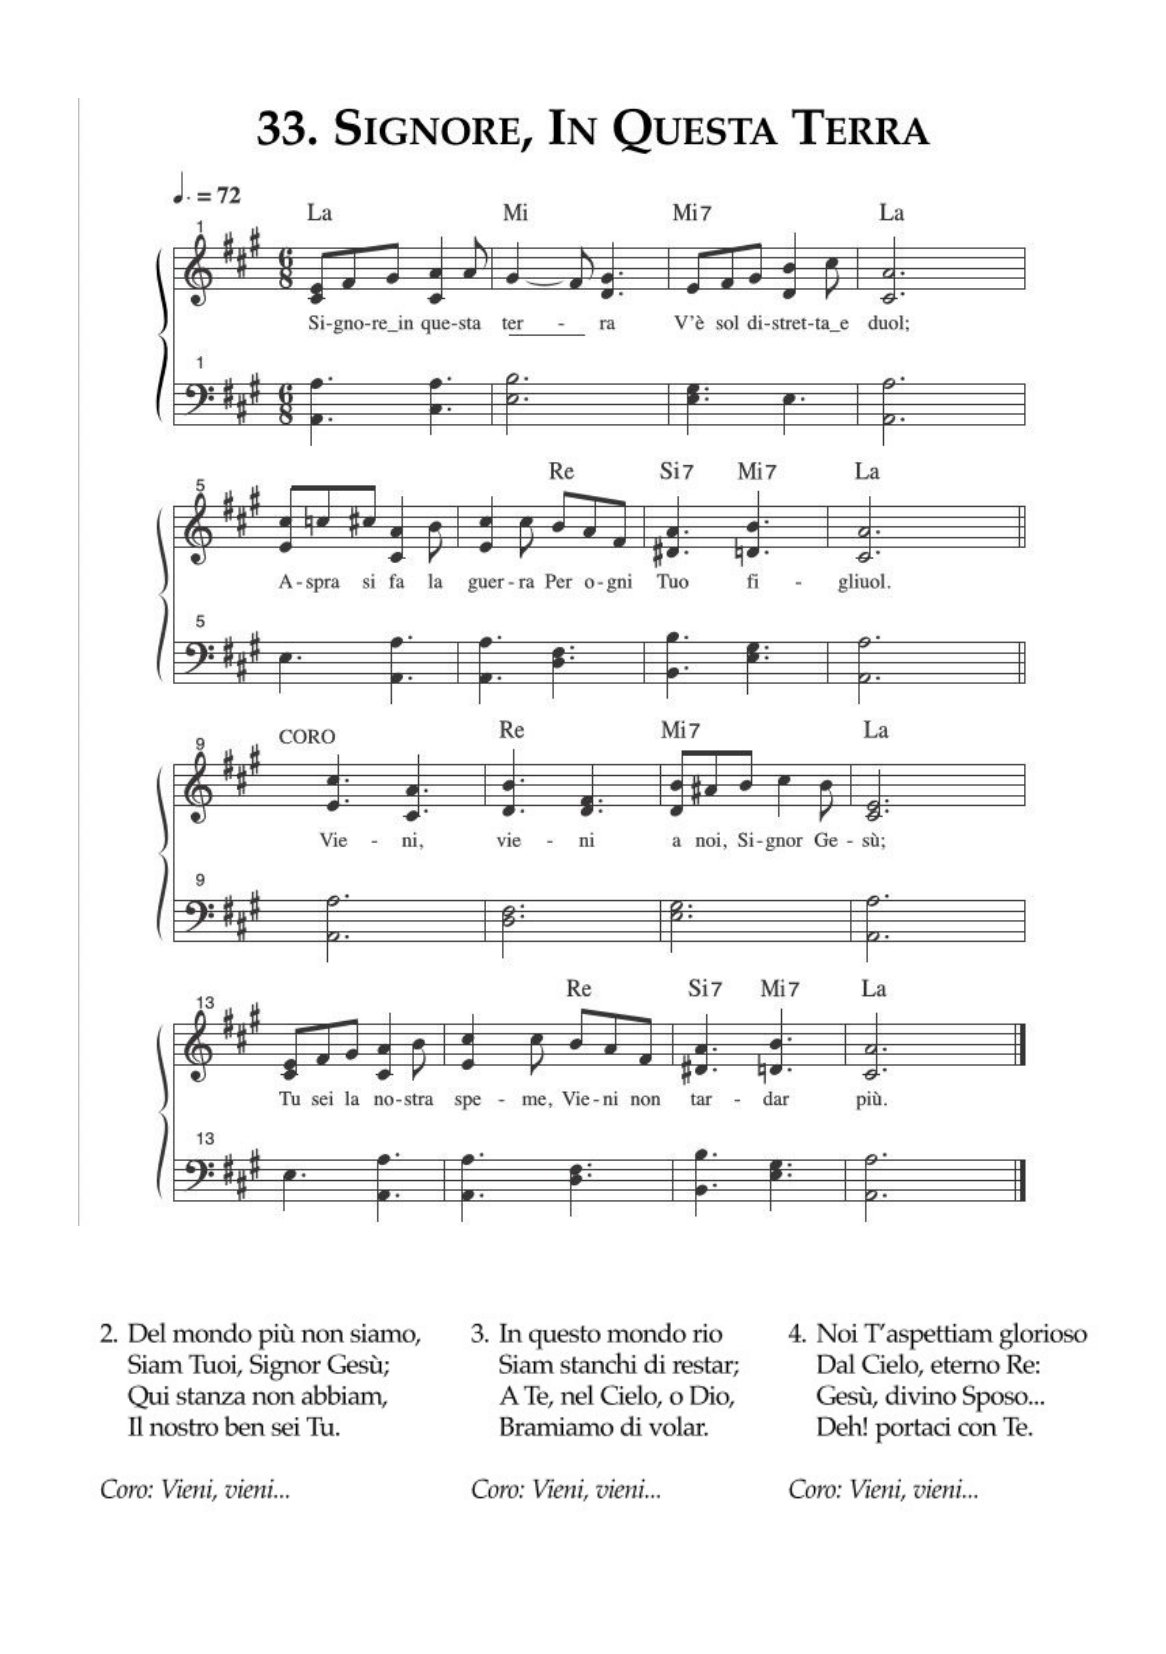 33. Signore, In Questa Terra
♩. = 72
La Mi Mi7 La
1
6 8
Si-gno-re_in que-sta ter - ra V'è sol di-stret-ta_e duol;
1
6 8
Re Si7 Mi7 La
5
A-spra si fa la guer-ra Per o-gni Tuo fi - gliuol.
5
CORO Re Mi7 La
9
Vie - ni, vie - ni a noi, Si-gnor Ge - sù;
9
Re Si7 Mi7 La
13
Tu sei la no-stra spe - me, Vie-ni non tar - dar più.
13
2. Del mondo più non siamo,
Siam Tuoi, Signor Gesù;
Qui stanza non abbiam,
Il nostro ben sei Tu.
Coro: Vieni, vieni...
3. In questo mondo rio
Siam stanchi di restar;
A Te, nel Cielo, o Dio,
Bramiamo di volar.
Coro: Vieni, vieni...
4. Noi T'aspettiam glorioso
Dal Cielo, eterno Re:
Gesù, divino Sposo...
Deh! portaci con Te.
Coro: Vieni, vieni...